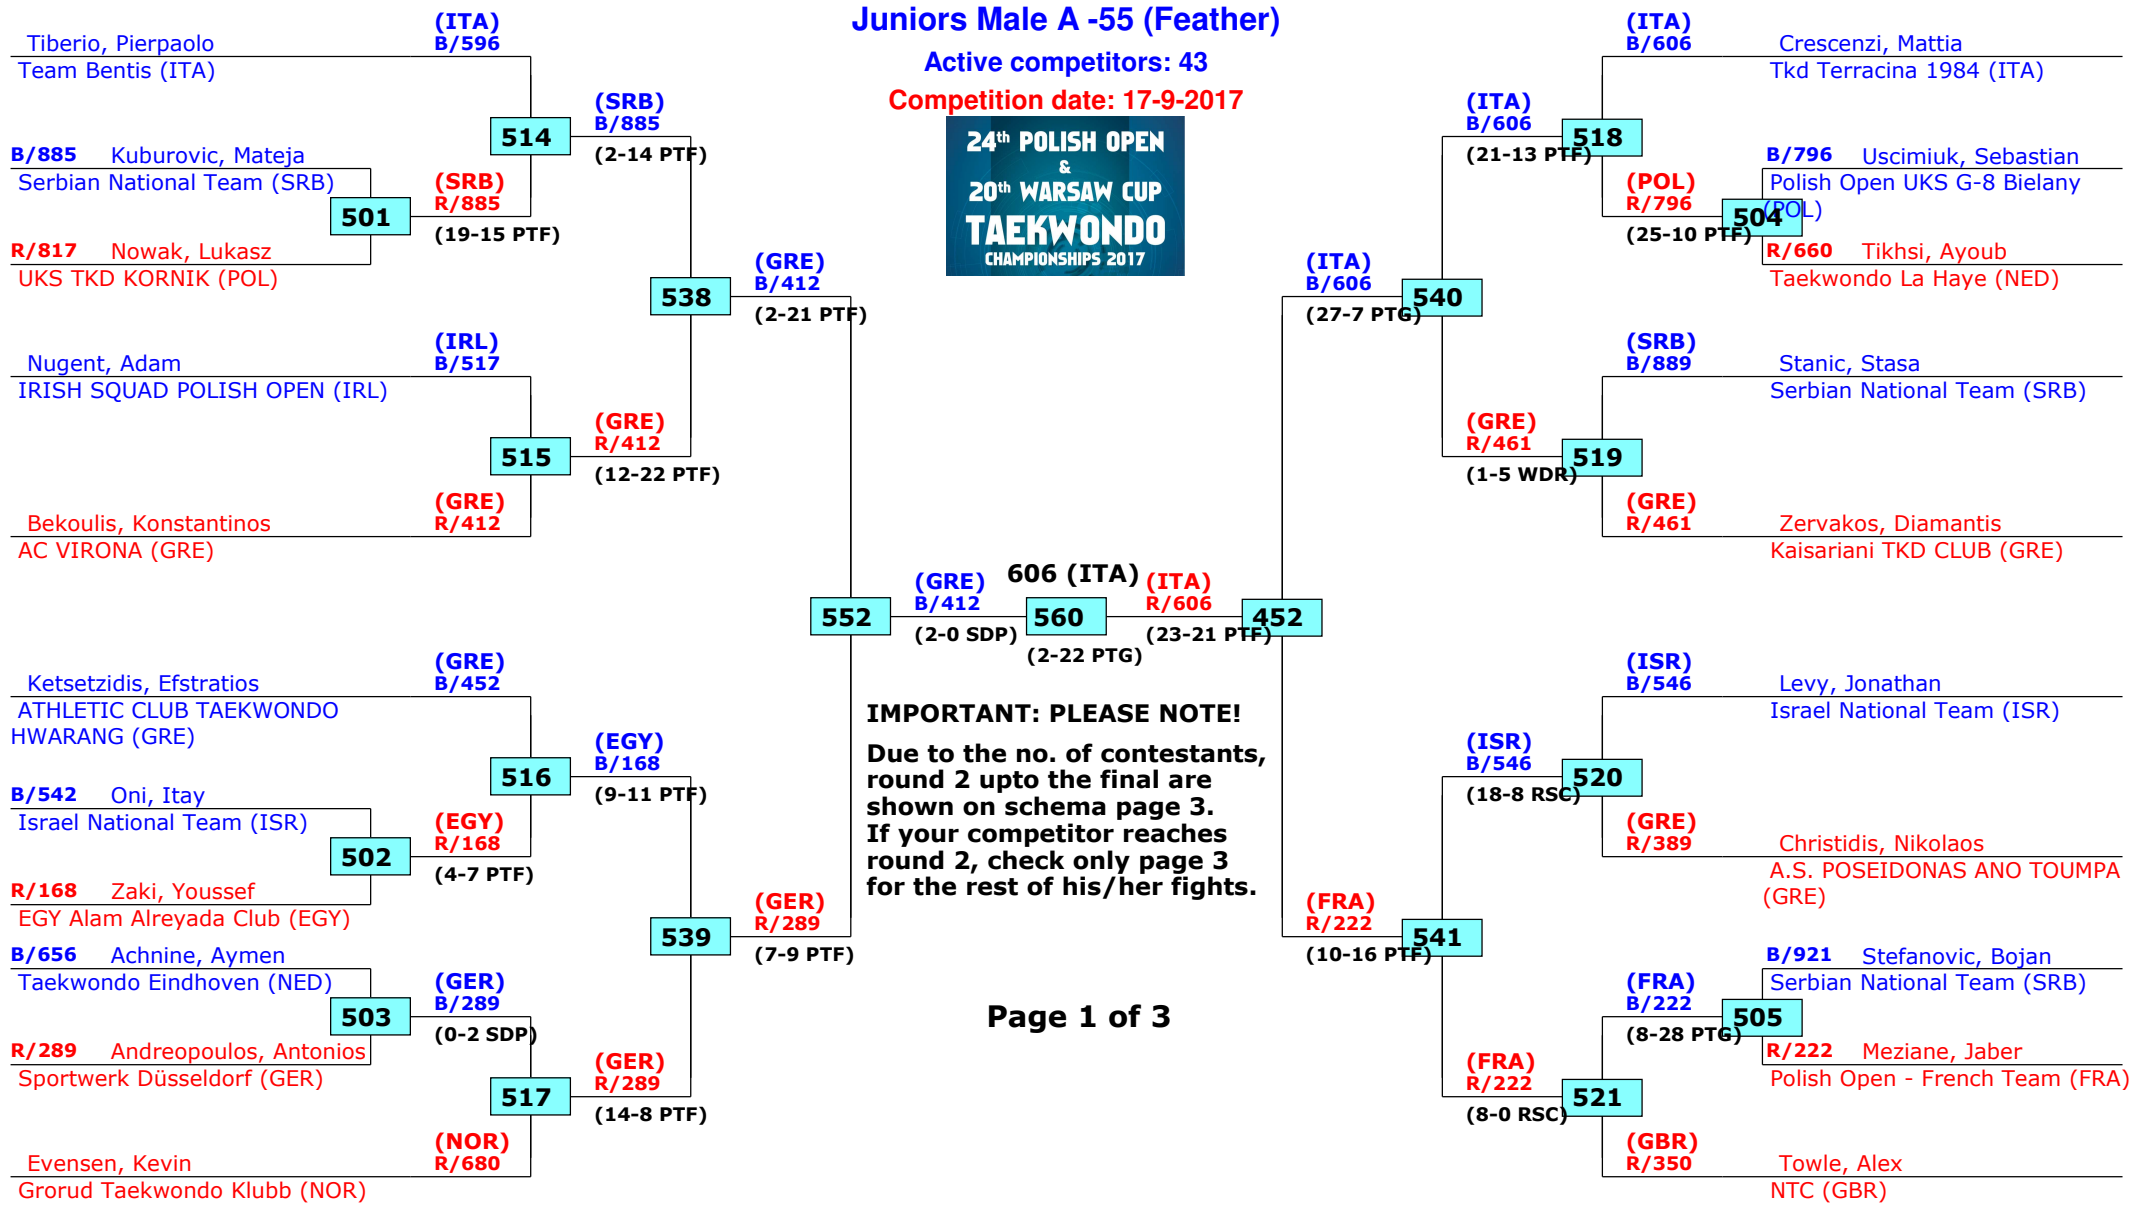 Juniors Male A -55 (Feather)
Active competitors: 43
Competition date: 17-9-2017
24th POLISH OPEN
&
20th WARSAW CUP
TAEKWONDO
CHAMPIONSHIPS 2017
Tiberio, Pierpaolo
Team Bentis (ITA)
(ITA)
B/596
B/885 Kuburovic, Mateja
Serbian National Team (SRB)
501
R/817 Nowak, Lukasz
UKS TKD KORNIK (POL)
(SRB)
R/885
(19-15 PTF)
514
(SRB)
B/885
(2-14 PTF)
Nugent, Adam
IRISH SQUAD POLISH OPEN (IRL)
(IRL)
B/517
515
Bekoulis, Konstantinos
AC VIRONA (GRE)
(GRE)
R/412
(GRE)
R/412
(12-22 PTF)
538
(GRE)
B/412
(2-21 PTF)
Ketsetzidis, Efstratios
ATHLETIC CLUB TAEKWONDO
HWARANG (GRE)
(GRE)
B/452
B/542 Oni, Itay
Israel National Team (ISR)
502
R/168 Zaki, Youssef
EGY Alam Alreyada Club (EGY)
(EGY)
R/168
(4-7 PTF)
516
(EGY)
B/168
(9-11 PTF)
B/656 Achnine, Aymen
Taekwondo Eindhoven (NED)
503
R/289 Andreopoulos, Antonios
Sportwerk Düsseldorf (GER)
(GER)
B/289
(0-2 SDP)
517
Evensen, Kevin
Grorud Taekwondo Klubb (NOR)
(NOR)
R/680
(GER)
R/289
(14-8 PTF)
539
(GER)
R/289
(7-9 PTF)
552
(GRE)
B/412
(2-0 SDP)
606 (ITA)
560
(2-22 PTG)
(ITA)
R/606
(23-21 PTF)
452
IMPORTANT: PLEASE NOTE!
Due to the no. of contestants,
round 2 upto the final are
shown on schema page 3.
If your competitor reaches
round 2, check only page 3
for the rest of his/her fights.
Page 1 of 3
(ITA)
B/606
(27-7 PTG)
540
(ITA)
B/606
(21-13 PTF)
518
(ITA)
B/606
Crescenzi, Mattia
Tkd Terracina 1984 (ITA)
(POL)
R/796
(25-10 PTF)
504
B/796 Uscimiuk, Sebastian
Polish Open UKS G-8 Bielany
(POL)
R/660 Tikhsi, Ayoub
Taekwondo La Haye (NED)
(GRE)
R/461
(1-5 WDR)
519
(SRB)
B/889
Stanic, Stasa
Serbian National Team (SRB)
(GRE)
R/461
Zervakos, Diamantis
Kaisariani TKD CLUB (GRE)
(FRA)
R/222
(10-16 PTF)
541
(ISR)
B/546
(18-8 RSC)
520
(ISR)
B/546
Levy, Jonathan
Israel National Team (ISR)
(GRE)
R/389
Christidis, Nikolaos
A.S. POSEIDONAS ANO TOUMPA
(GRE)
(FRA)
R/222
(8-0 RSC)
521
(FRA)
B/222
(8-28 PTG)
505
B/921 Stefanovic, Bojan
Serbian National Team (SRB)
R/222 Meziane, Jaber
Polish Open - French Team (FRA)
(GBR)
R/350
Towle, Alex
NTC (GBR)